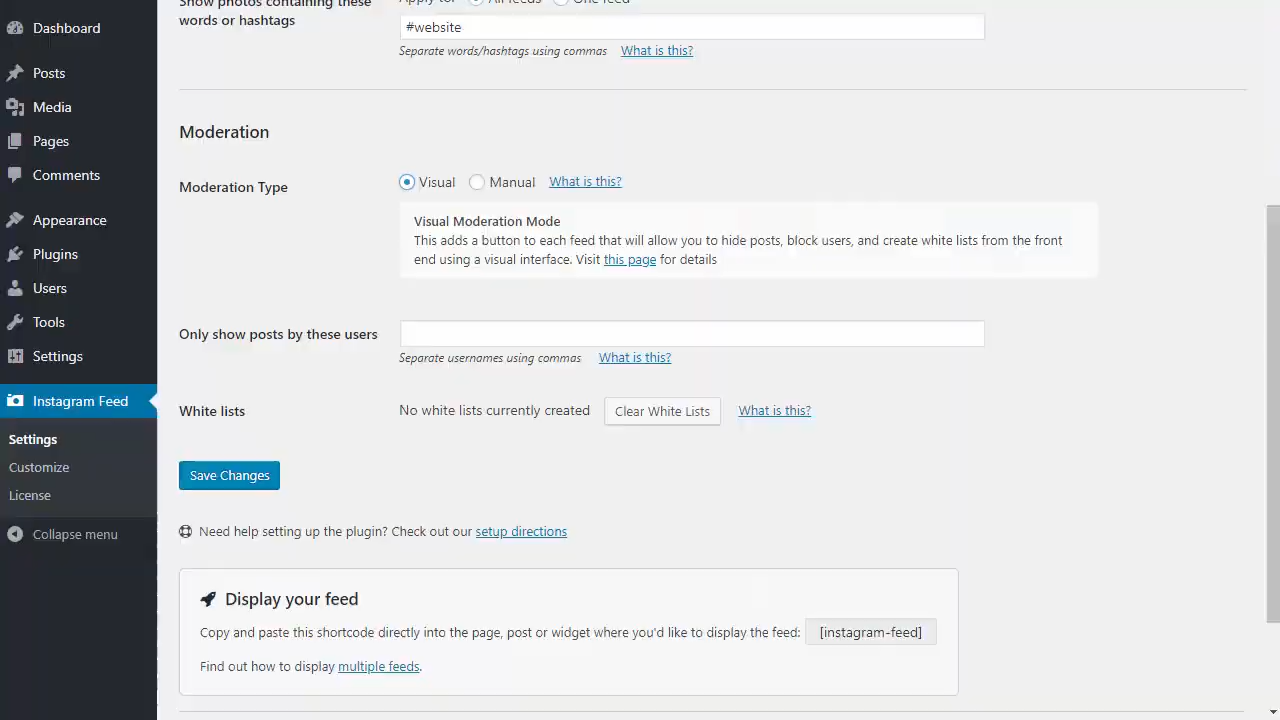 Dashboard
Posts
Media
Pages
Comments
Appearance
Plugins
Users
Tools
Settings
Instagram Feed
Settings
Customize
License
Collapse menu
Show photos containing these
words or hashtags
Apply to: All feeds One feed
#website
Separate words/hashtags using commas What is this?
Moderation
Moderation Type
Visual Manual What is this?
Visual Moderation Mode
This adds a button to each feed that will allow you to hide posts, block users, and create white lists from the front
end using a visual interface. Visit this page for details
Only show posts by these users
Separate usernames using commas What is this?
White lists
No white lists currently created Clear White Lists What is this?
Save Changes
Need help setting up the plugin? Check out our setup directions
Display your feed
Copy and paste this shortcode directly into the page, post or widget where you'd like to display the feed: [instagram-feed]
Find out how to display multiple feeds.